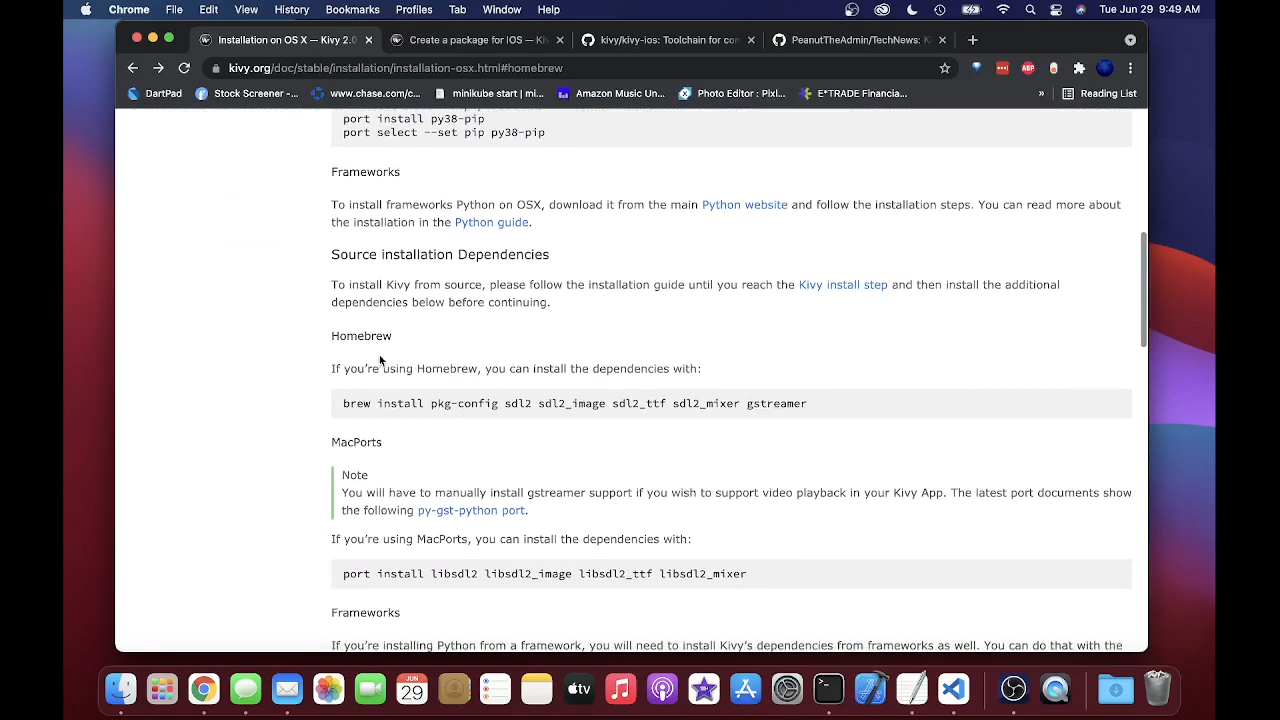 Chrome File Edit View History Bookmarks Profiles Tab Window Help Tue Jun 29 9:49 AM
Installation on OS X — Kivy 2.0 Create a package for IOS — Kiv kivy/kivy-ios: Toolchain for con PeanutTheAdmin/TechNews: K
kivy.org/doc/stable/installation/installation-osx.html#homebrew
DartPad Stock Screener -... www.chase.com/c... minikube start | mi... Amazon Music Un... Photo Editor : Pixl... E*TRADE Financia... » Reading List
port install py38-pip
port select --set pip py38-pip
Frameworks
To install frameworks Python on OSX, download it from the main Python website and follow the installation steps. You can read more about
the installation in the Python guide.
Source installation Dependencies
To install Kivy from source, please follow the installation guide until you reach the Kivy install step and then install the additional
dependencies below before continuing.
Homebrew
If you're using Homebrew, you can install the dependencies with:
brew install pkg-config sdl2 sdl2_image sdl2_ttf sdl2_mixer gstreamer
MacPorts
Note
You will have to manually install gstreamer support if you wish to support video playback in your Kivy App. The latest port documents show
the following py-gst-python port.
If you're using MacPorts, you can install the dependencies with:
port install libsdl2 libsdl2_image libsdl2_ttf libsdl2_mixer
Frameworks
If you're installing Python from a framework, you will need to install Kivy's dependencies from frameworks as well. You can do that with the
JUN
29
tv